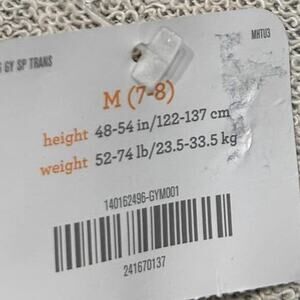 GY SP TRANS
MHTU3
M (7-8)
height 48-54 in/122-137 cm
weight 52-74 lb/23.5-33.5 kg
140162496-GYM001
241670137